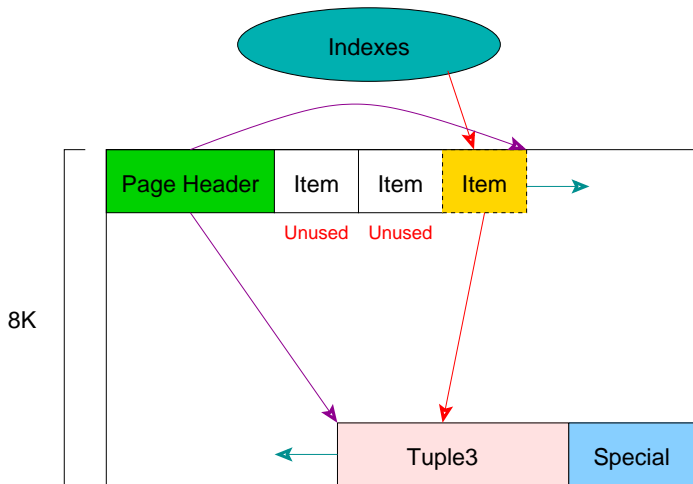 Indexes
Page Header Item Item Item
Unused Unused
8K
Tuple3 Special